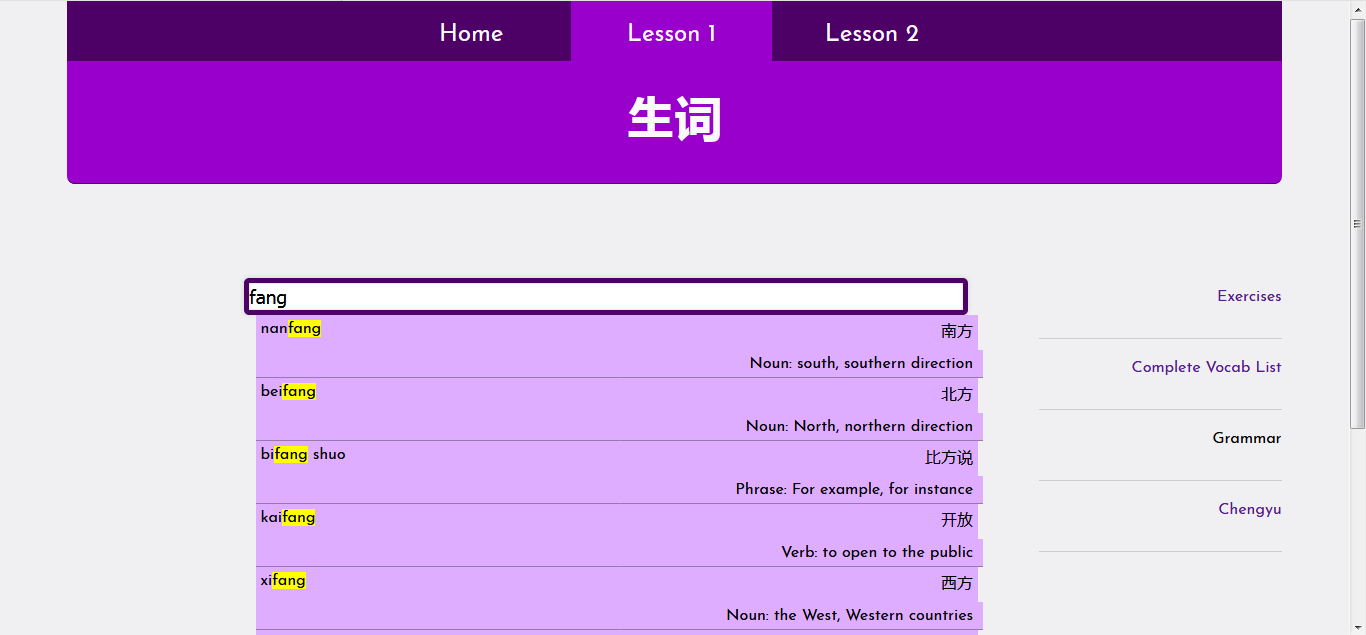 Home Lesson 1 Lesson 2
生词
fang
nanfang 南方
Noun: south, southern direction
beifang 北方
Noun: North, northern direction
bifang shuo 比方说
Phrase: For example, for instance
kaifang 开放
Verb: to open to the public
xifang 西方
Noun: the West, Western countries
Exercises
Complete Vocab List
Grammar
Chengyu